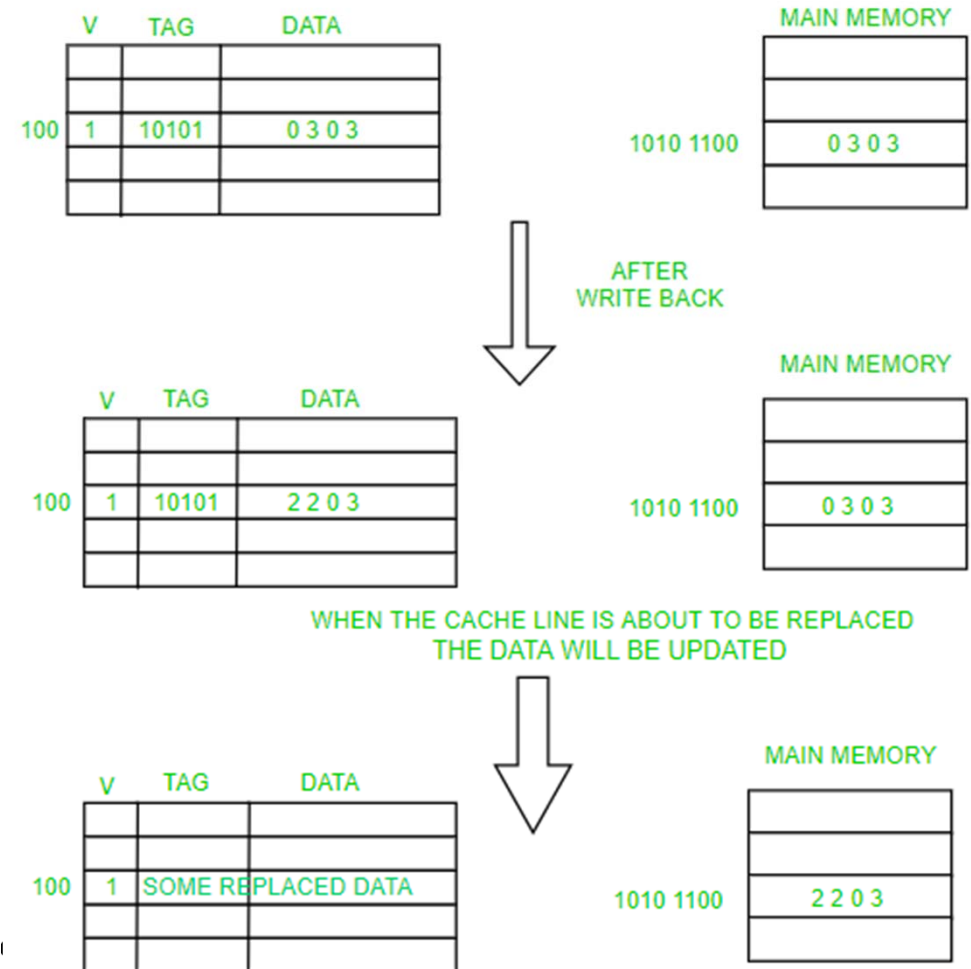 V TAG DATA MAIN MEMORY
100 1 10101 0 3 0 3
1010 1100 0 3 0 3
AFTER
WRITE BACK
MAIN MEMORY
V TAG DATA
100 1 10101 2 2 0 3
1010 1100 0 3 0 3
WHEN THE CACHE LINE IS ABOUT TO BE REPLACED
THE DATA WILL BE UPDATED
MAIN MEMORY
V TAG DATA
100 1 SOME REPLACED DATA
1010 1100 2 2 0 3